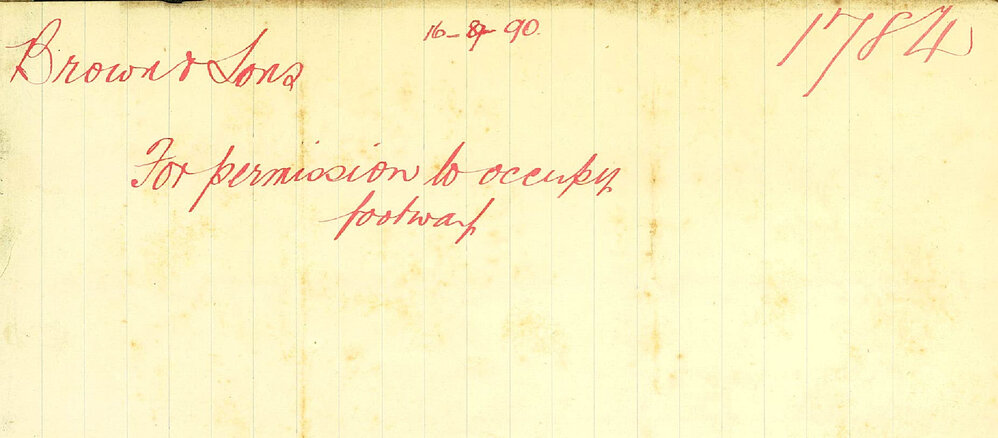 16-8-90.
1784
Brown & Sons
For permission to occupy
footway